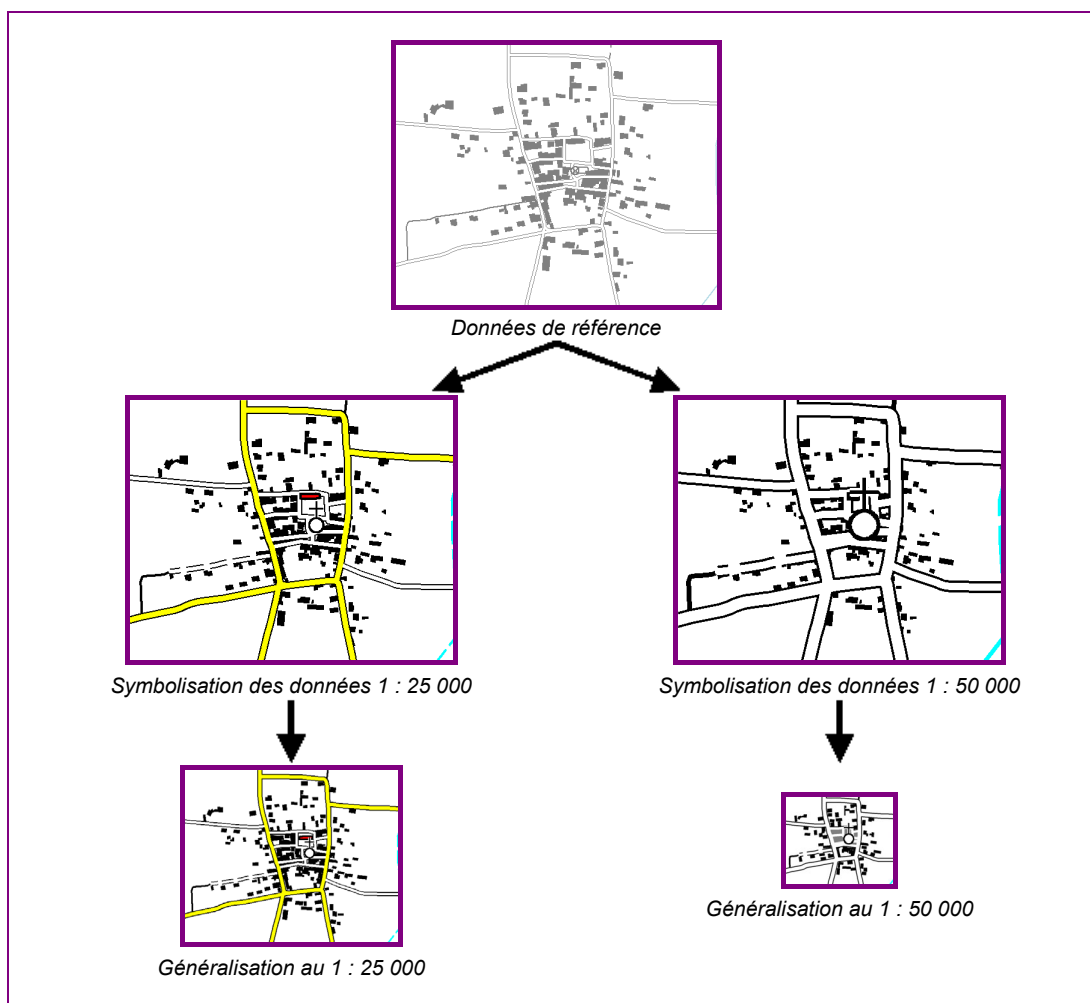 Données de référence
Symbolisation des données 1 : 25 000
Symbolisation des données 1 : 50 000
Généralisation au 1 : 25 000
Généralisation au 1 : 50 000